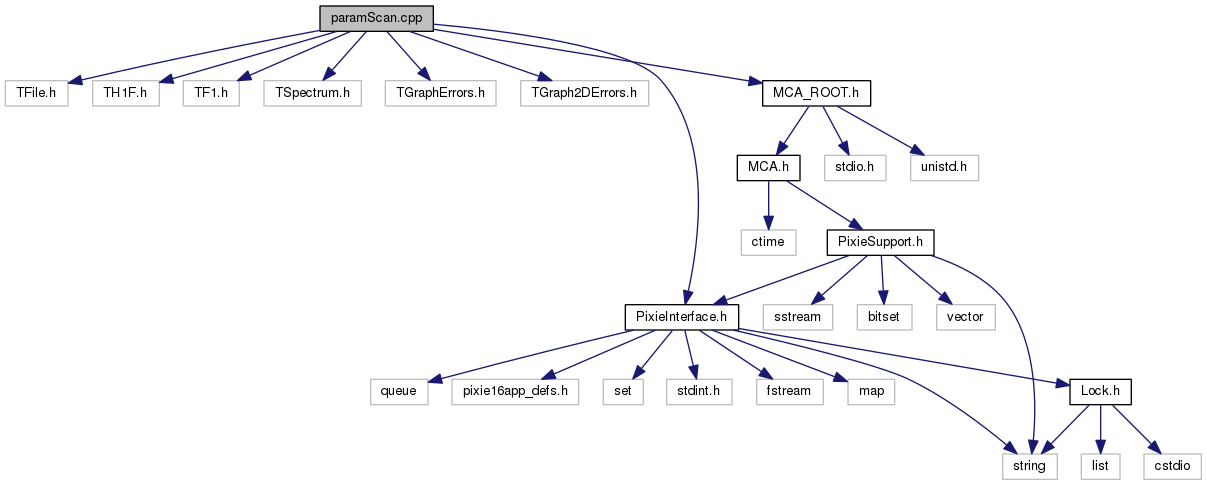 paramScan.cpp
TFile.h
TH1F.h
TF1.h
TSpectrum.h
TGraphErrors.h
TGraph2DErrors.h
MCA_ROOT.h
MCA.h
stdio.h
unistd.h
ctime
PixieSupport.h
PixieInterface.h
sstream
bitset
vector
queue
pixie16app_defs.h
set
stdint.h
fstream
map
Lock.h
string
list
cstdio